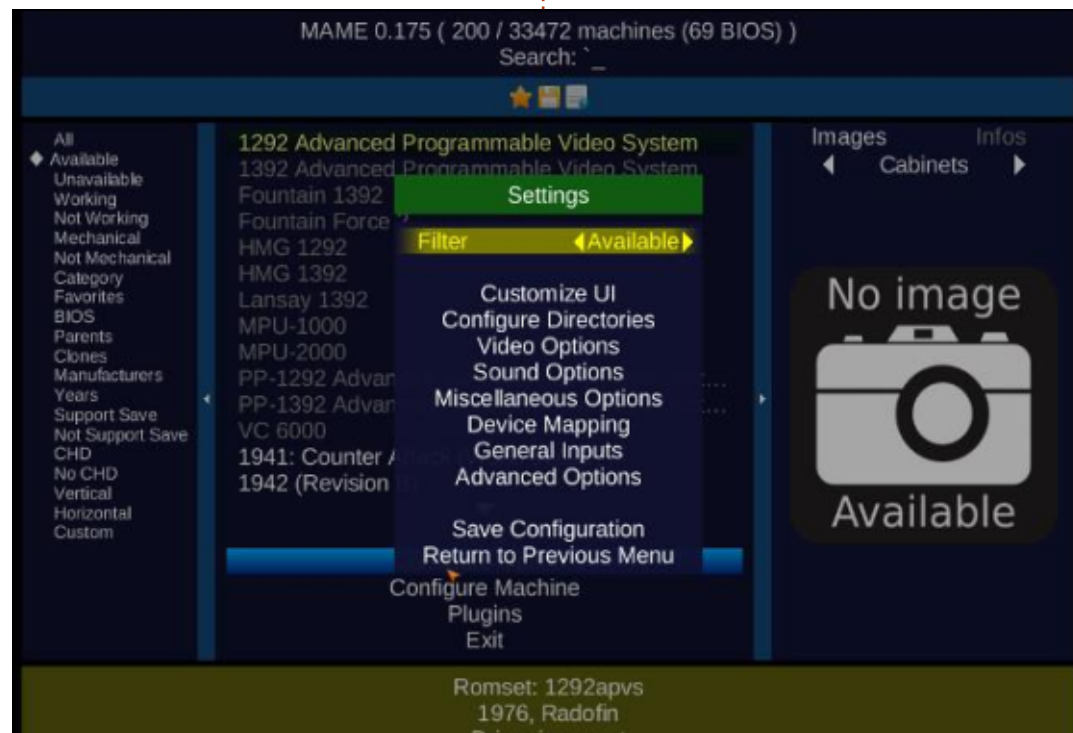 MAME 0.175 ( 200 / 33472 machines (69 BIOS) )
Search: `_
All
Available
Unavailable
Working
Not Working
Mechanical
Not Mechanical
Category
Favorites
BIOS
Parents
Clones
Manufacturers
Years
Support Save
Not Support Save
CHD
No CHD
Vertical
Horizontal
Custom
1292 Advanced Programmable Video System
1392 Advanced Programmable Video System
Fountain 1392
Fountain Force
HMG 1292
HMG 1392
Lansay 1392
MPU-1000
MPU-2000
PP-1292 Advan
PP-1392 Advan
VC 6000
1941: Counter
1942 (Revision
Settings
Filter Available
Customize UI
Configure Directories
Video Options
Sound Options
Miscellaneous Options
Device Mapping
General Inputs
Advanced Options
Save Configuration
Return to Previous Menu
Configure Machine
Plugins
Exit
Images Infos
Cabinets
No image
Available
Romset: 1292apvs
1976, Radofin